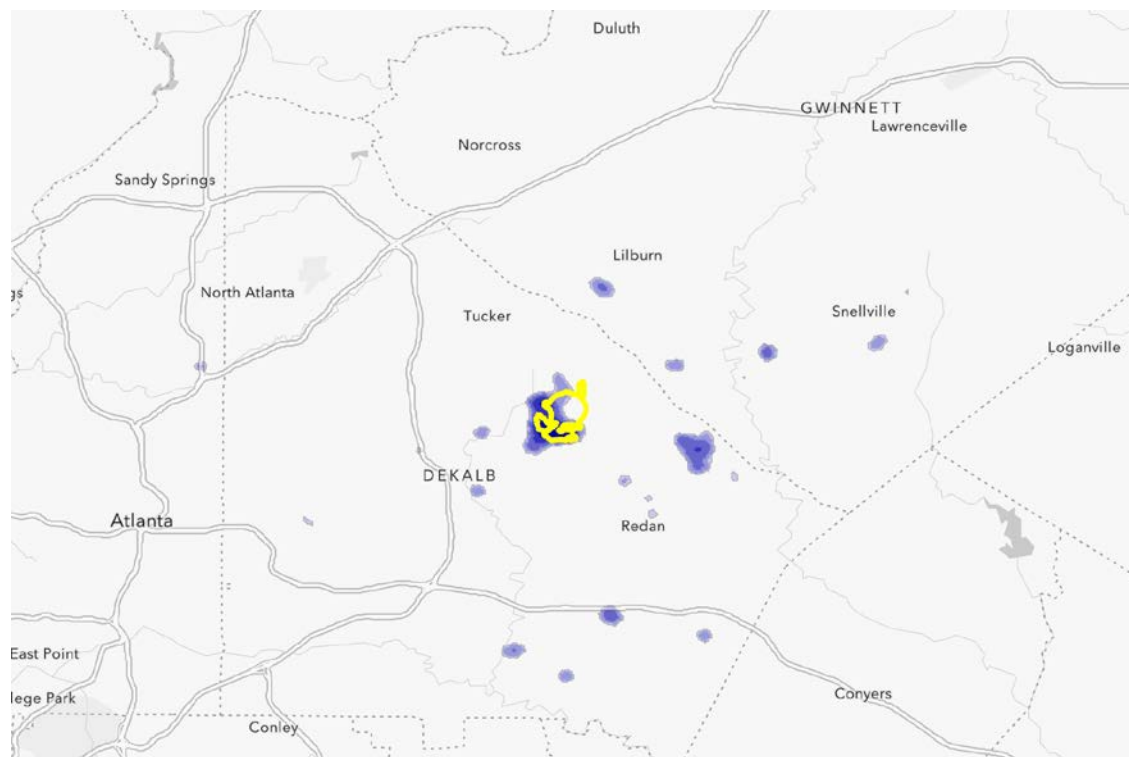 Duluth
GWINNETT
Lawrenceville
Norcross
Sandy Springs
Lilburn
gs
North Atlanta
Snellville
Tucker
Loganville
DEKALB
Atlanta
Redan
East Point
Conyers
lege Park
Conley